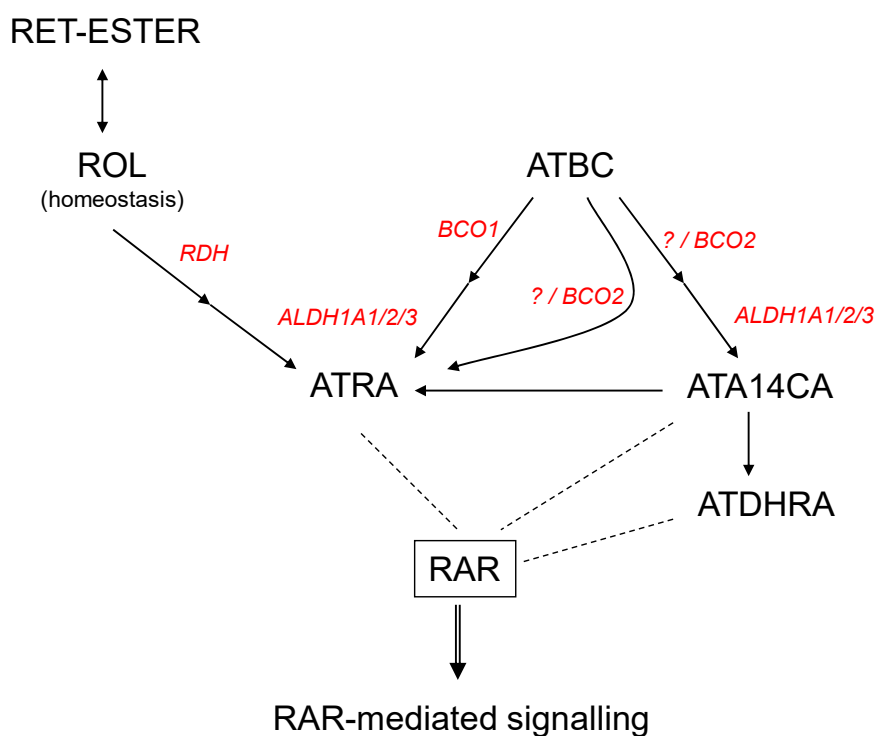 RET-ESTER
ROL
(homeostasis)
ATBC
RDH
BCO1
? / BCO2
? / BCO2
ALDH1A1/2/3
ALDH1A1/2/3
ATRA
ATA14CA
ATDHRA
RAR
RAR-mediated signalling